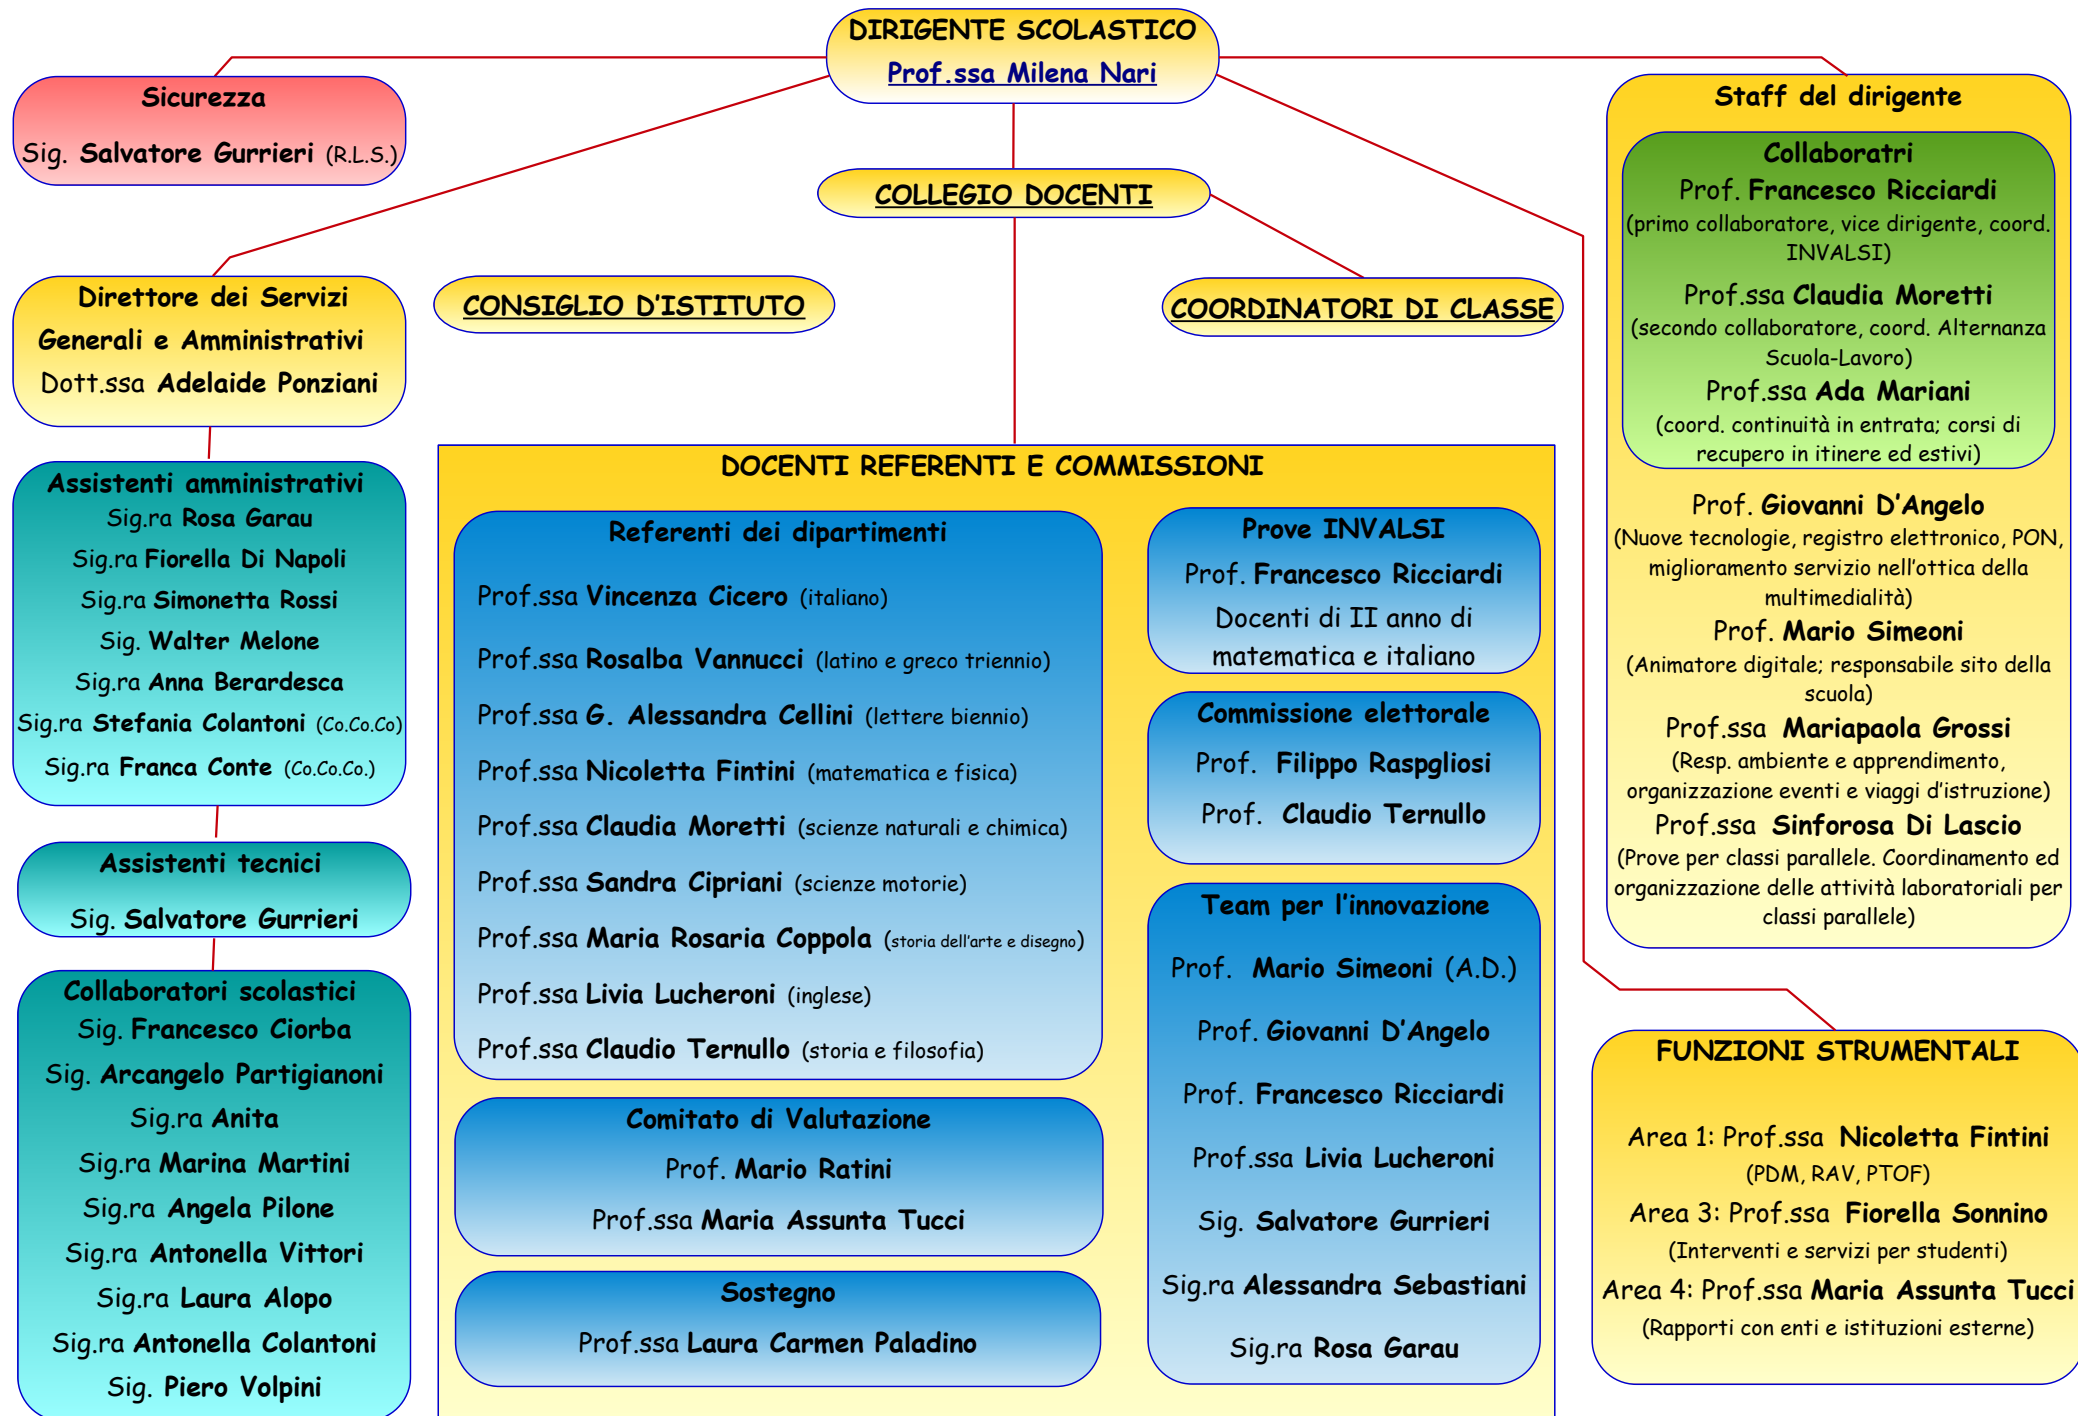 DIRIGENTE SCOLASTICO
Prof.ssa Milena Nari
Sicurezza
Sig. Salvatore Gurrieri (R.L.S.)
COLLEGIO DOCENTI
CONSIGLIO D'ISTITUTO
COORDINATORI DI CLASSE
Direttore dei Servizi
Generali e Amministrativi
Dott.ssa Adelaide Ponziani
Assistenti amministrativi
Sig.ra Rosa Garau
Sig.ra Fiorella Di Napoli
Sig.ra Simonetta Rossi
Sig. Walter Melone
Sig.ra Anna Berardesca
Sig.ra Stefania Colantoni (Co.Co.Co)
Sig.ra Franca Conte (Co.Co.Co.)
Assistenti tecnici
Sig. Salvatore Gurrieri
Collaboratori scolastici
Sig. Francesco Ciorba
Sig. Arcangelo Partigianoni
Sig.ra Anita
Sig.ra Marina Martini
Sig.ra Angela Pilone
Sig.ra Antonella Vittori
Sig.ra Laura Alopo
Sig.ra Antonella Colantoni
Sig. Piero Volpini
DOCENTI REFERENTI E COMMISSIONI
Referenti dei dipartimenti
Prof.ssa Vincenza Cicero (italiano)
Prof.ssa Rosalba Vannucci (latino e greco triennio)
Prof.ssa G. Alessandra Cellini (lettere biennio)
Prof.ssa Nicoletta Fintini (matematica e fisica)
Prof.ssa Claudia Moretti (scienze naturali e chimica)
Prof.ssa Sandra Cipriani (scienze motorie)
Prof.ssa Maria Rosaria Coppola (storia dell'arte e disegno)
Prof.ssa Livia Lucheroni (inglese)
Prof.ssa Claudio Ternullo (storia e filosofia)
Comitato di Valutazione
Prof. Mario Ratini
Prof.ssa Maria Assunta Tucci
Sostegno
Prof.ssa Laura Carmen Paladino
Prove INVALSI
Prof. Francesco Ricciardi
Docenti di II anno di
matematica e italiano
Commissione elettorale
Prof. Filippo Raspgliosi
Prof. Claudio Ternullo
Team per l'innovazione
Prof. Mario Simeoni (A.D.)
Prof. Giovanni D'Angelo
Prof. Francesco Ricciardi
Prof.ssa Livia Lucheroni
Sig. Salvatore Gurrieri
Sig.ra Alessandra Sebastiani
Sig.ra Rosa Garau
Staff del dirigente
Collaboratri
Prof. Francesco Ricciardi
(primo collaboratore, vice dirigente, coord.
INVALSI)
Prof.ssa Claudia Moretti
(secondo collaboratore, coord. Alternanza
Scuola-Lavoro)
Prof.ssa Ada Mariani
(coord. continuità in entrata; corsi di
recupero in itinere ed estivi)
Prof. Giovanni D’Angelo
(Nuove tecnologie, registro elettronico, PON,
miglioramento servizio nell’ottica della
multimedialità)
Prof. Mario Simeoni
(Animatore digitale; responsabile sito della
scuola)
Prof.ssa Mariapaola Grossi
(Resp. ambiente e apprendimento,
organizzazione eventi e viaggi d’istruzione)
Prof.ssa Sinforosa Di Lascio
(Prove per classi parallele. Coordinamento ed
organizzazione delle attività laboratoriali per
classi parallele)
FUNZIONI STRUMENTALI
Area 1: Prof.ssa Nicoletta Fintini
(PDM, RAV, PTOF)
Area 3: Prof.ssa Fiorella Sonnino
(Interventi e servizi per studenti)
Area 4: Prof.ssa Maria Assunta Tucci
(Rapporti con enti e istituzioni esterne)